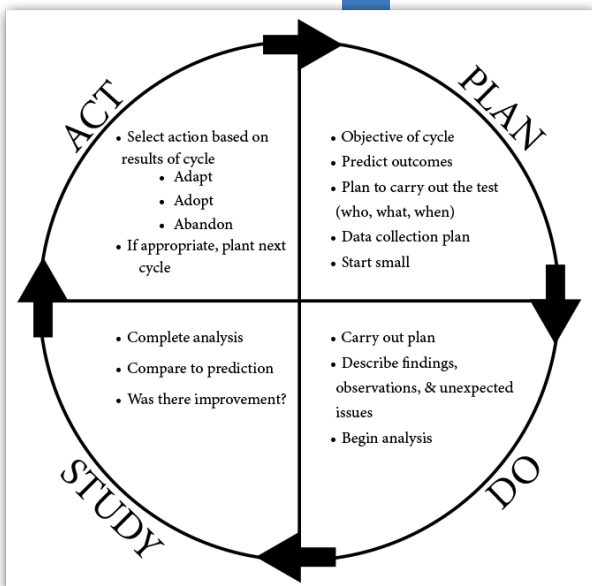 ACT
• Select action based on
results of cycle
• Adapt
• Adopt
• Abandon
• If appropriate, plant next
cycle
PLAN
• Objective of cycle
• Predict outcomes
• Plan to carry out the test
(who, what, when)
• Data collection plan
• Start small
STUDY
• Complete analysis
• Compare to prediction
• Was there improvement?
DO
• Carry out plan
• Describe findings,
observations, & unexpected
issues
• Begin analysis